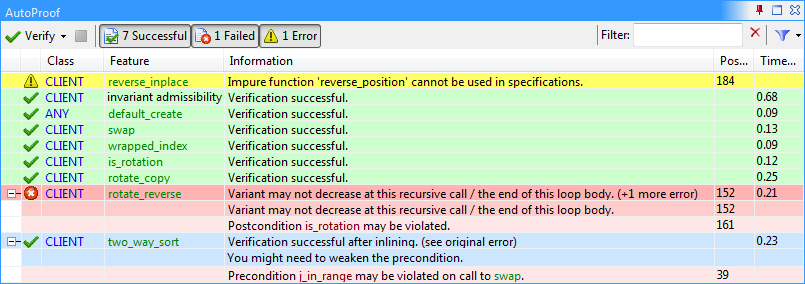 AutoProof
Verify 7 Successful 1 Failed 1 Error Filter:
Class Feature Information Pos... Time...
CLIENT reverse_inplace Impure function 'reverse_position' cannot be used in specifications. 184
CLIENT invariant admissibility Verification successful. 0.68
ANY default_create Verification successful. 0.09
CLIENT swap Verification successful. 0.13
CLIENT wrapped_index Verification successful. 0.09
CLIENT is_rotation Verification successful. 0.12
CLIENT rotate_copy Verification successful. 0.25
CLIENT rotate_reverse Variant may not decrease at this recursive call / the end of this loop body. (+1 more error) 152 0.21
Variant may not decrease at this recursive call / the end of this loop body. 152
Postcondition is_rotation may be violated. 161
CLIENT two_way_sort Verification successful after inlining. (see original error) 0.23
You might need to weaken the precondition.
Precondition j_in_range may be violated on call to swap. 39